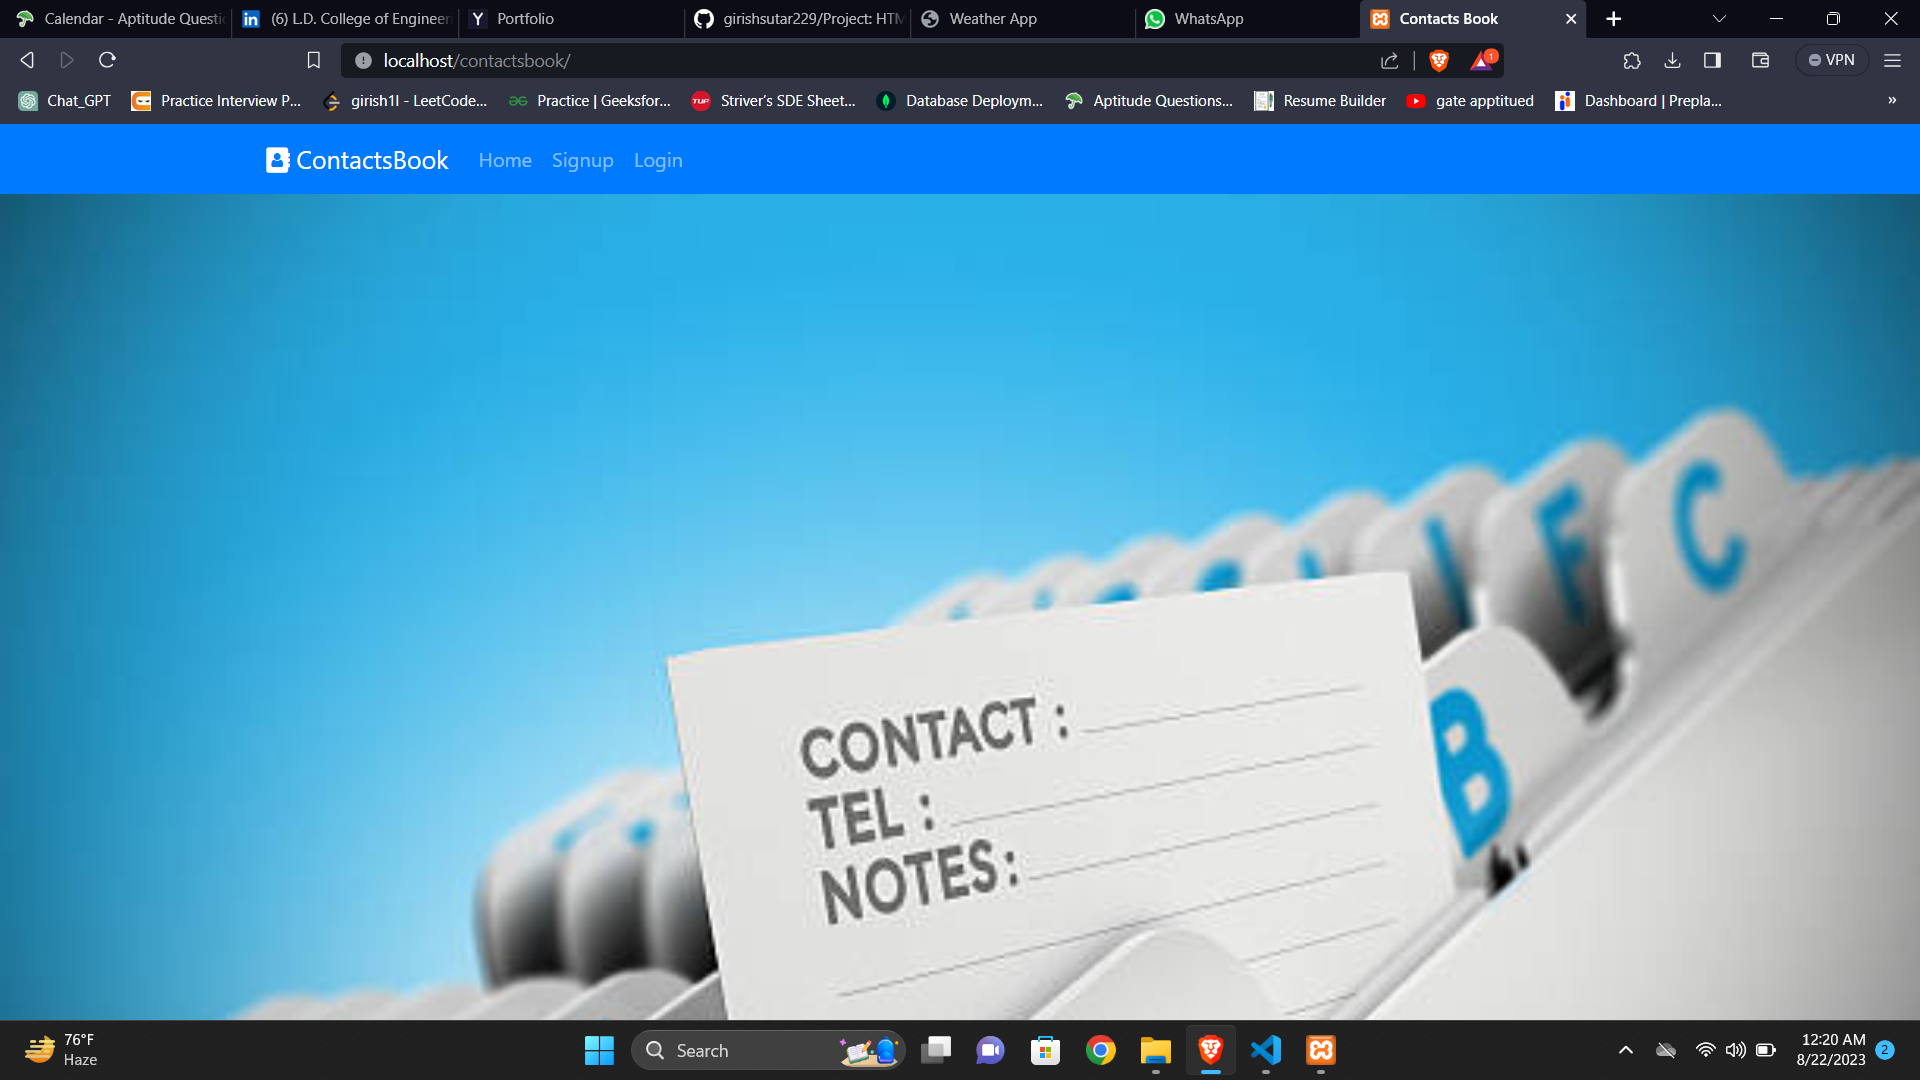 Calendar - Aptitude Questi
(6) L.D. College of Engineer
Portfolio
girishsutar229/Project: HTM
Weather App
WhatsApp
Contacts Book
localhost/contactsbook/
1
VPN
Chat_GPT
Practice Interview P...
girish1l - LeetCode...
Practice | Geeksfor...
Striver's SDE Sheet...
Database Deploym...
Aptitude Questions...
Resume Builder
gate apptitued
Dashboard | Prepla...
»
ContactsBook
Home
Signup
Login
C
F
B
CONTACT :
TEL :
NOTES :
76°F
Haze
Search
12:20 AM
8/22/2023
2